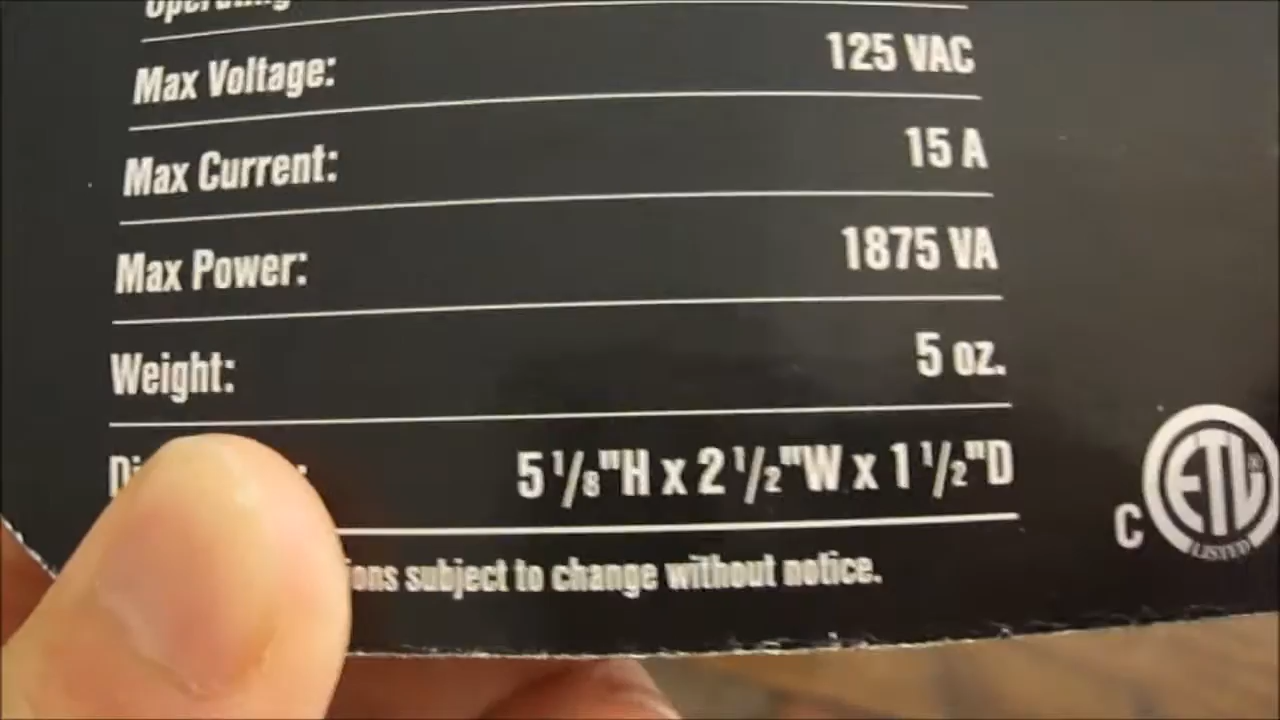 Operating
Max Voltage: 125 VAC
Max Current: 15 A
Max Power: 1875 VA
Weight: 5 oz.
5 1/8"H x 2 1/2"W x 1 1/2"D
subject to change without notice.
C ETL® LISTED